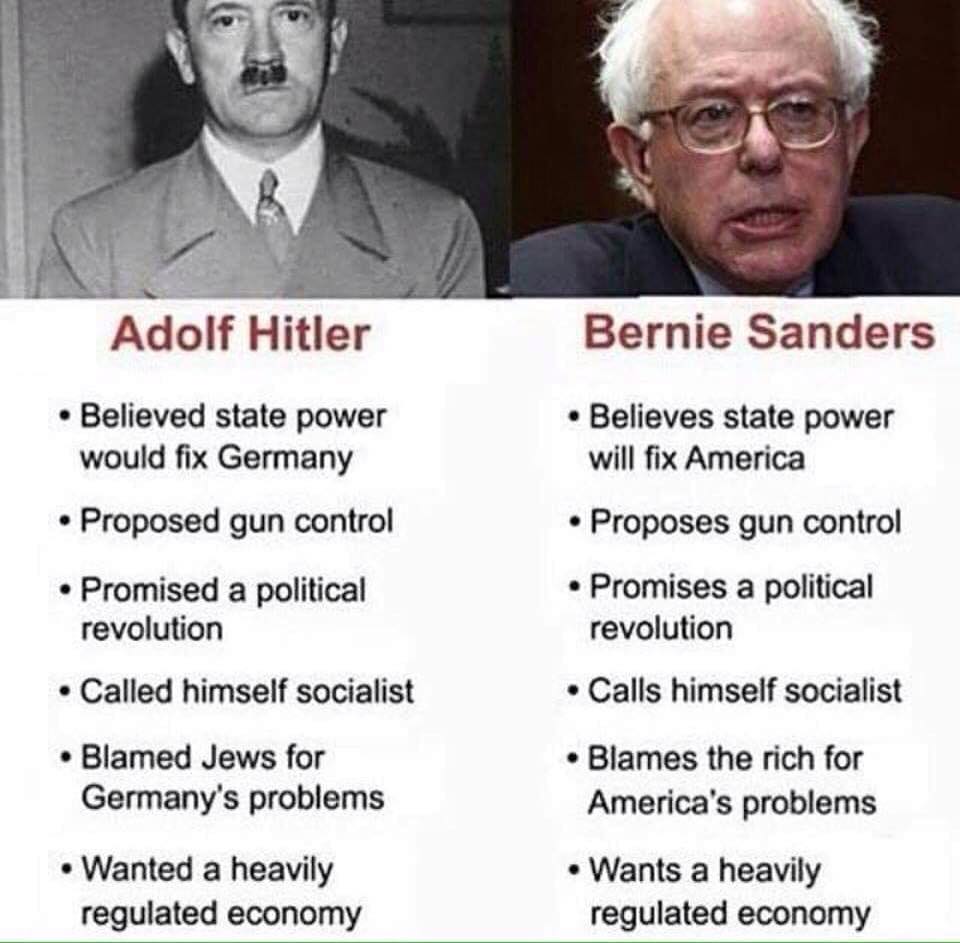 Adolf Hitler
• Believed state power
would fix Germany
• Proposed gun control
• Promised a political
revolution
• Called himself socialist
• Blamed Jews for
Germany's problems
• Wanted a heavily
regulated economy
Bernie Sanders
• Believes state power
will fix America
• Proposes gun control
• Promises a political
revolution
• Calls himself socialist
• Blames the rich for
America's problems
• Wants a heavily
regulated economy